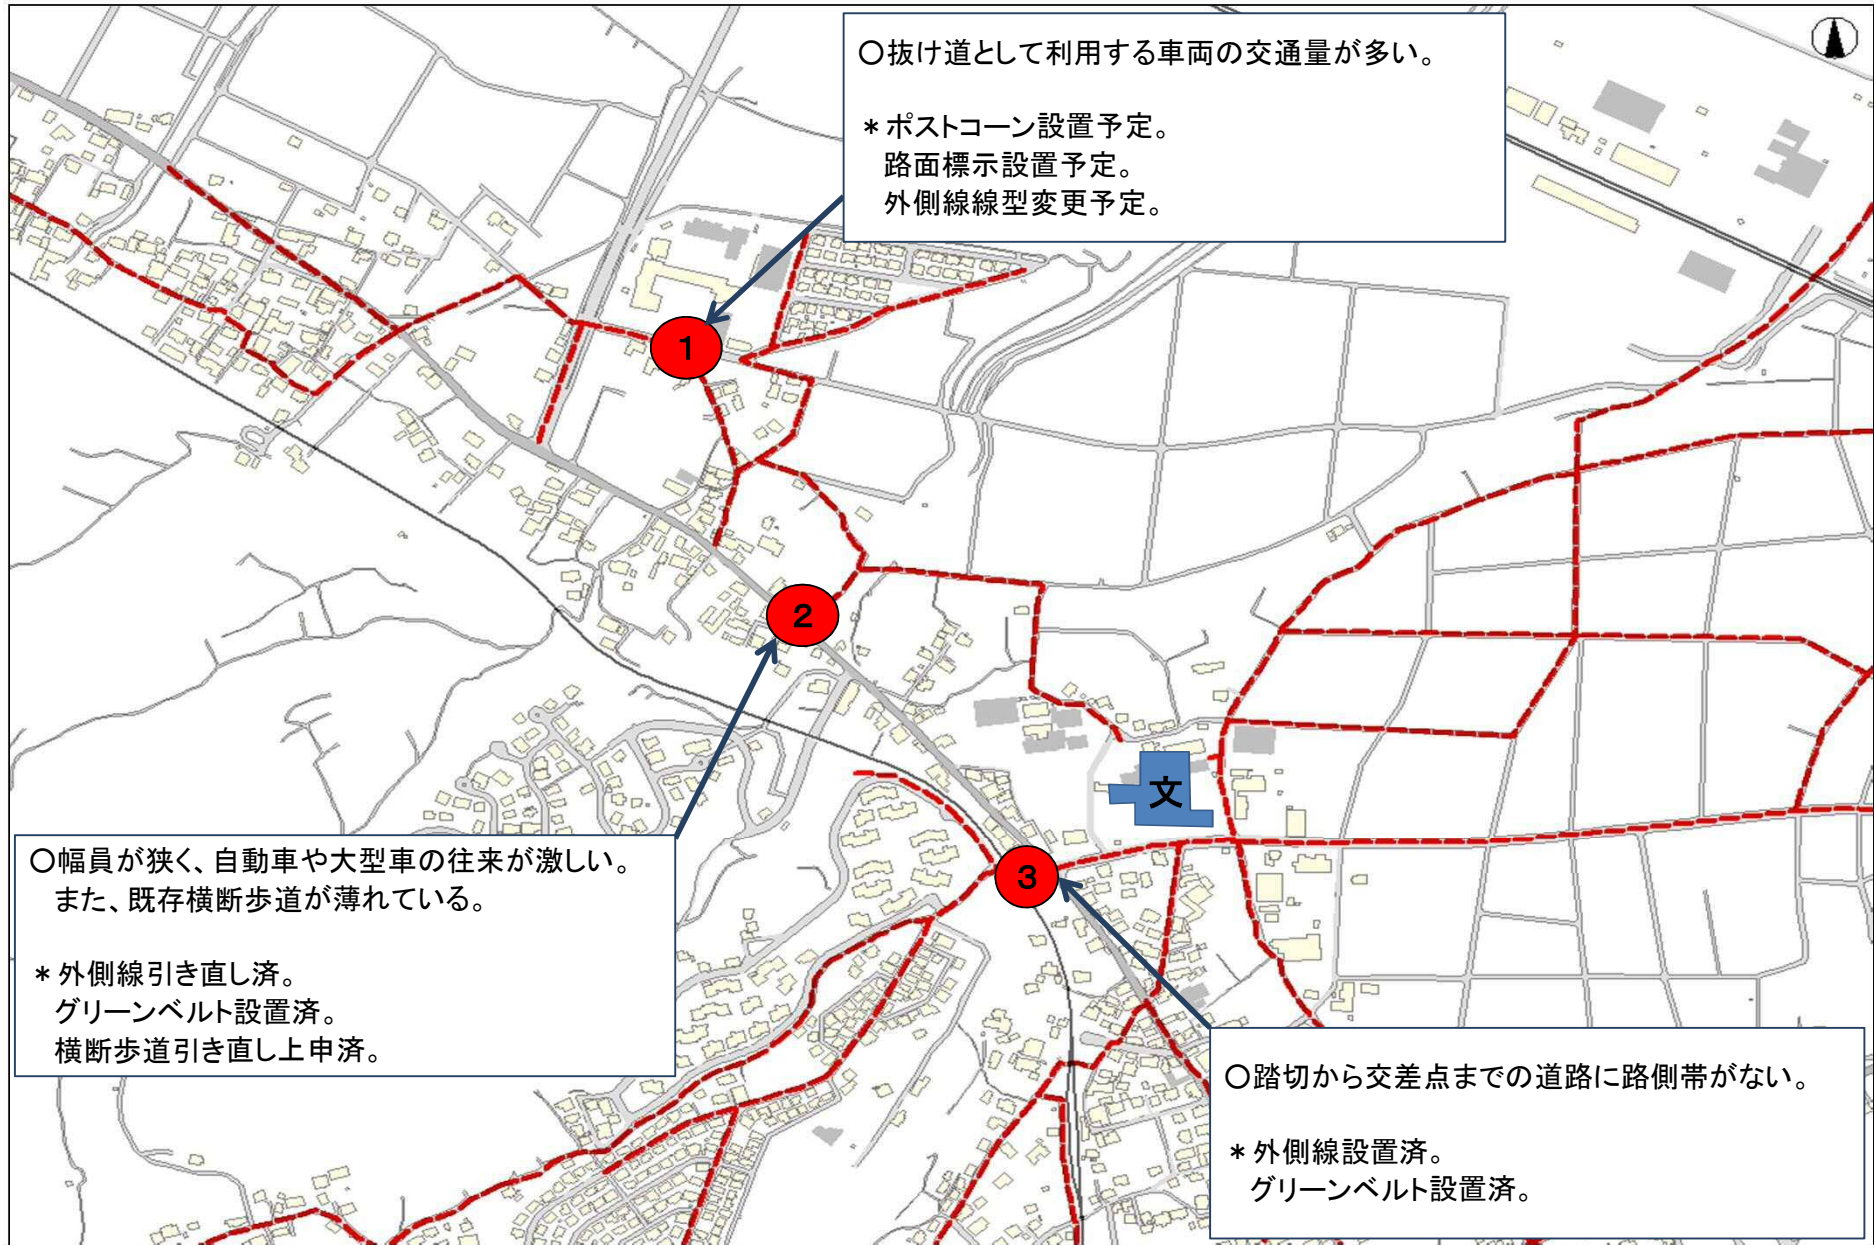 ○抜け道として利用する車両の交通量が多い。
＊ポストコーン設置予定。
路面標示設置予定。
外側線線型変更予定。
1
2
文
3
○幅員が狭く、自動車や大型車の往来が激しい。
また、既存横断歩道が薄れている。
＊外側線引き直し済。
グリーンベルト設置済。
横断歩道引き直し上申済。
○踏切から交差点までの道路に路側帯がない。
＊外側線設置済。
グリーンベルト設置済。